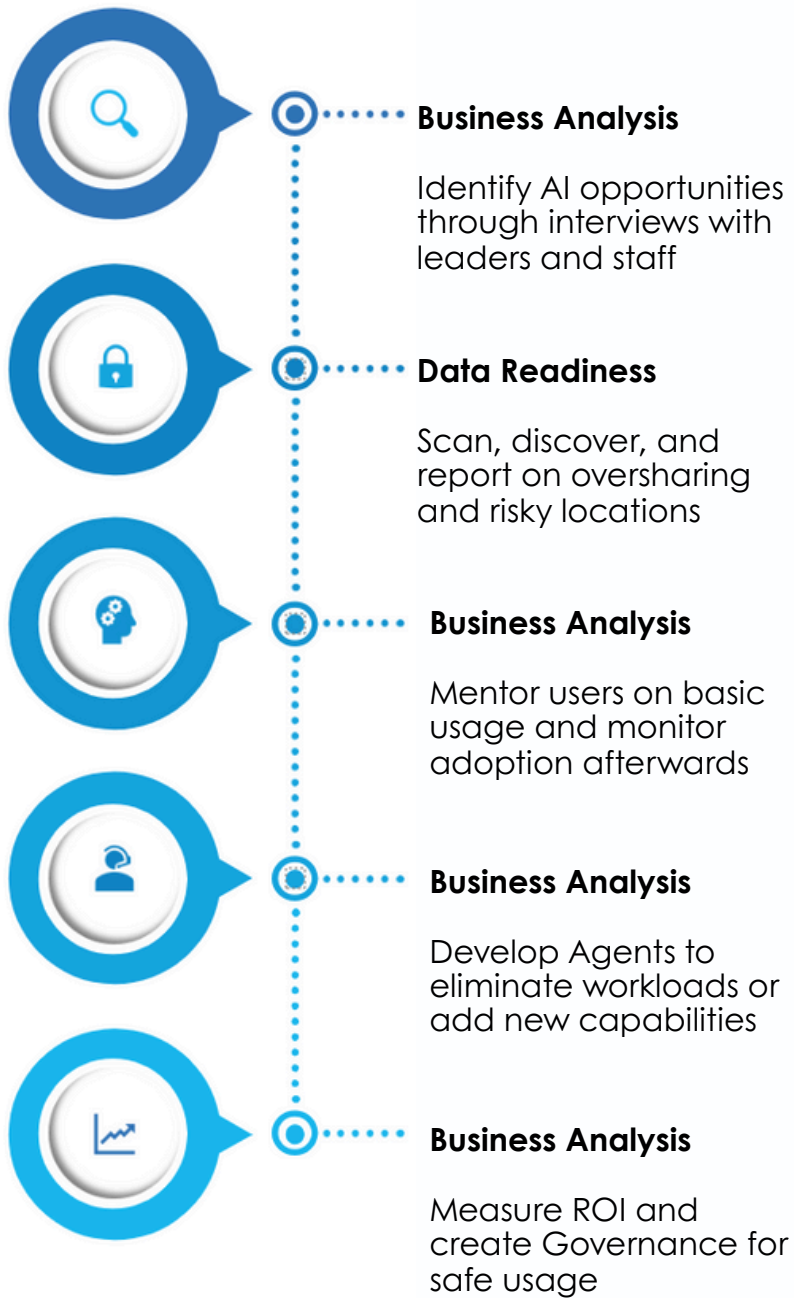 Business Analysis
Identify AI opportunities
through interviews with
leaders and staff
Data Readiness
Scan, discover, and
report on oversharing
and risky locations
Business Analysis
Mentor users on basic
usage and monitor
adoption afterwards
Business Analysis
Develop Agents to
eliminate workloads or
add new capabilities
Business Analysis
Measure ROI and
create Governance for
safe usage